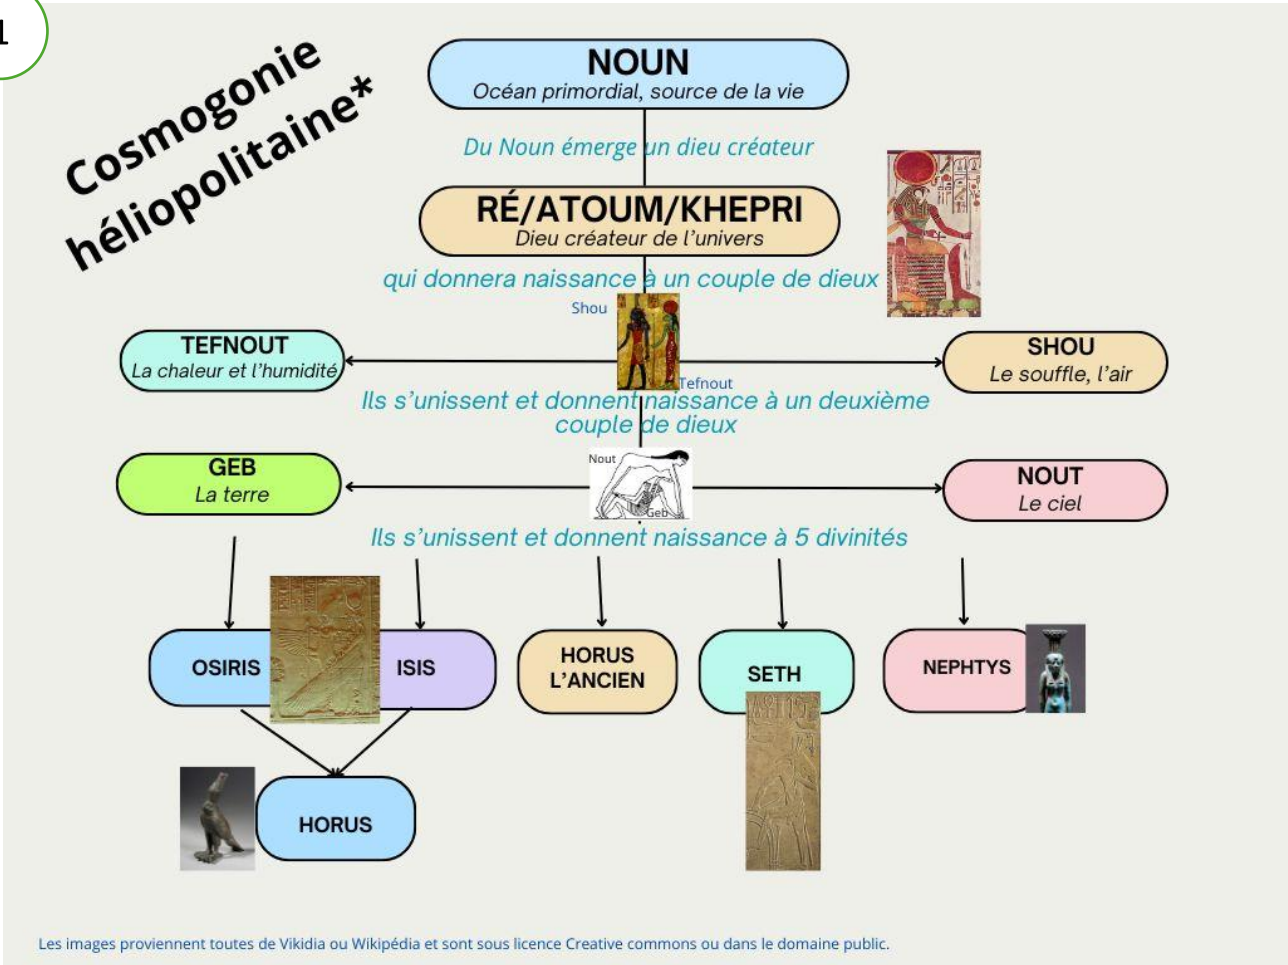 1
Cosmogonie
héliopolitaine*
NOUN
Océan primordial, source de la vie
Du Noun émerge un dieu créateur
RÉ/ATOUM/KHEPRI
Dieu créateur de l'univers
qui donnera naissance à un couple de dieux
Shou
TEFNOUT
La chaleur et l'humidité
SHOU
Le souffle, l'air
Tefnout
Ils s'unissent et donnent naissance à un deuxième
couple de dieux
Nout
Geb
GEB
La terre
NOUT
Le ciel
Ils s'unissent et donnent naissance à 5 divinités
OSIRIS
ISIS
HORUS
L'ANCIEN
SETH
NEPHTYS
HORUS
Les images proviennent toutes de Vikidia ou Wikipédia et sont sous licence Creative commons ou dans le domaine public.